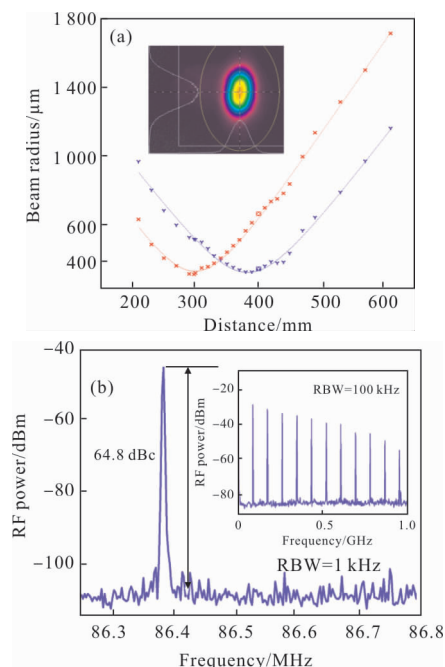 (a)
1 800
1 400
1 000
600
400
Beam radius/μm
200
300
400
500
600
Distance/mm
(b)
-40
-60
-80
-100
RF power/dBm
64.8 dBc
RBW=1 kHz
86.3
86.4
86.5
86.6
86.7
86.8
Frequency/MHz
RBW=100 kHz
-20
-40
-60
-80
RF power/dBm
0
0.5
1.0
Frequency/GHz